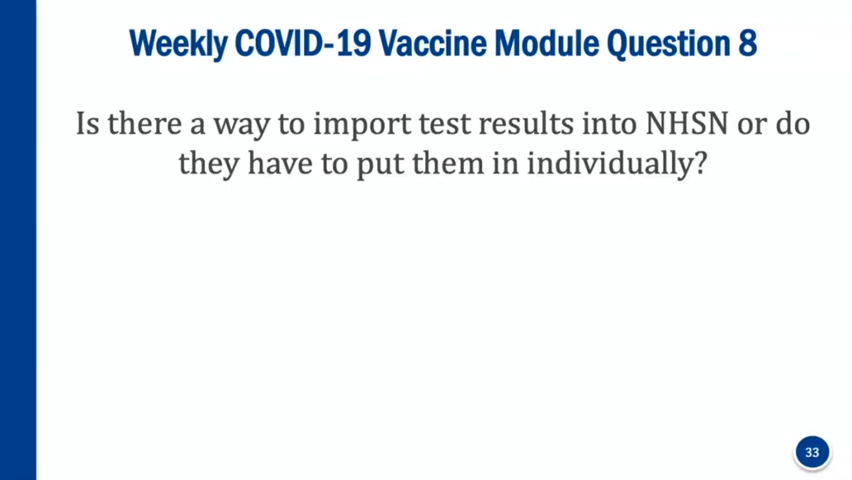 Weekly COVID-19 Vaccine Module Question 8
Is there a way to import test results into NHSN or do
they have to put them in individually?
33